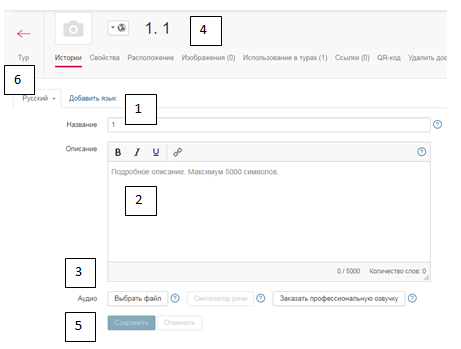 1. 1
4
Тур
Истории Свойства Расположение Изображения (0) Использование в турах (1) Ссылки (0) QR-код Удалить дос
6
Русский Добавить язык
1
Название 1 ?
Описание B I U ?
Подробное описание. Максимум 5000 символов.
2
3
0 / 5000 Количество слов: 0
Аудио Выбрать файл ? Синтезатор речи ? Заказать профессиональную озвучку ?
5
Сохранить Отменить